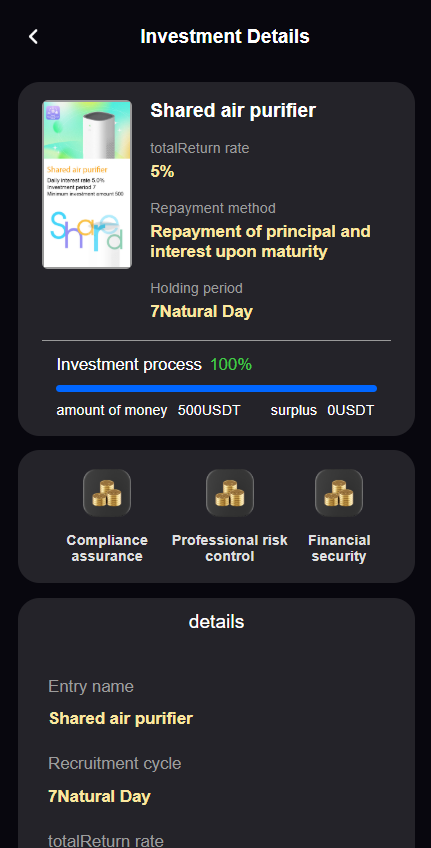 Investment Details
Shared air purifier
totalReturn rate
5%
Repayment method
Repayment of principal and
interest upon maturity
Holding period
7Natural Day
Shared air purifier
Daily interest rate 5.0%
Investment period 7
Minimum investment amount 500
Shared
Investment process 100%
amount of money 500USDT surplus 0USDT
Compliance
assurance
Professional risk
control
Financial
security
details
Entry name
Shared air purifier
Recruitment cycle
7Natural Day
totalReturn rate